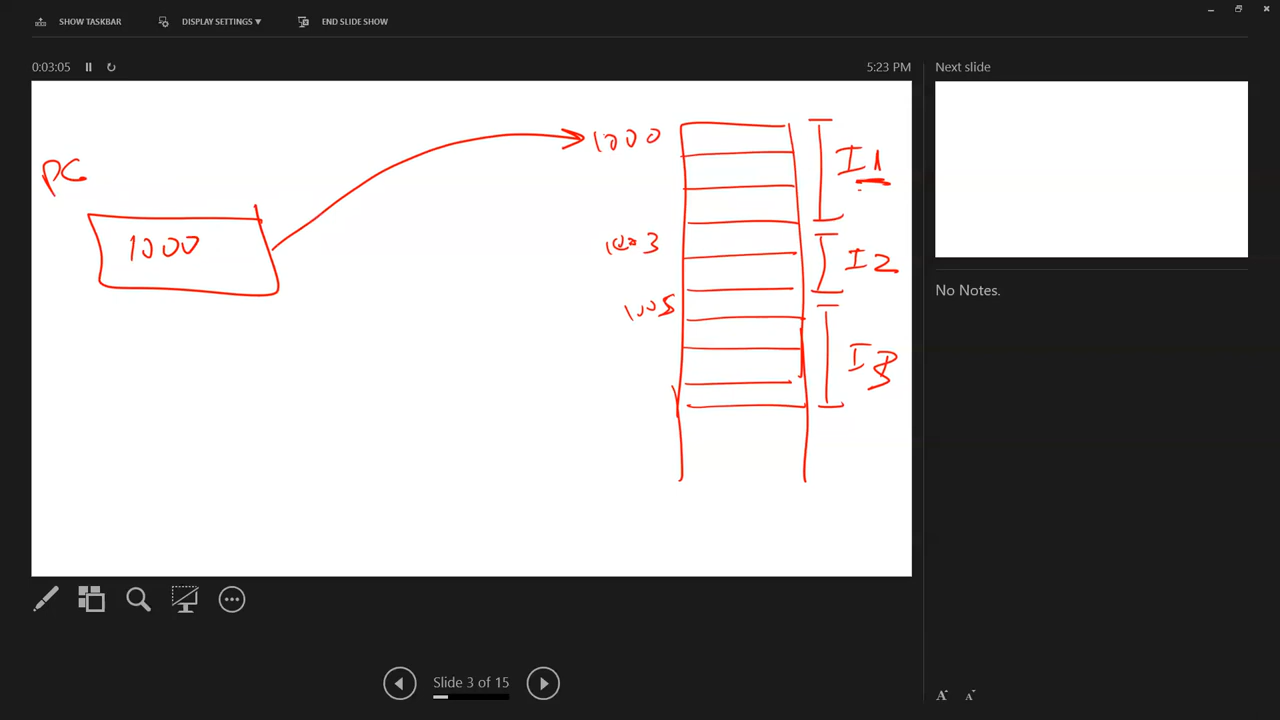 SHOW TASKBAR
DISPLAY SETTINGS ▼
END SLIDE SHOW
0:03:05
5:23 PM
Next slide
PC
1000
1000
1003
1005
I1
I2
I3
No Notes.
Slide 3 of 15
A
A